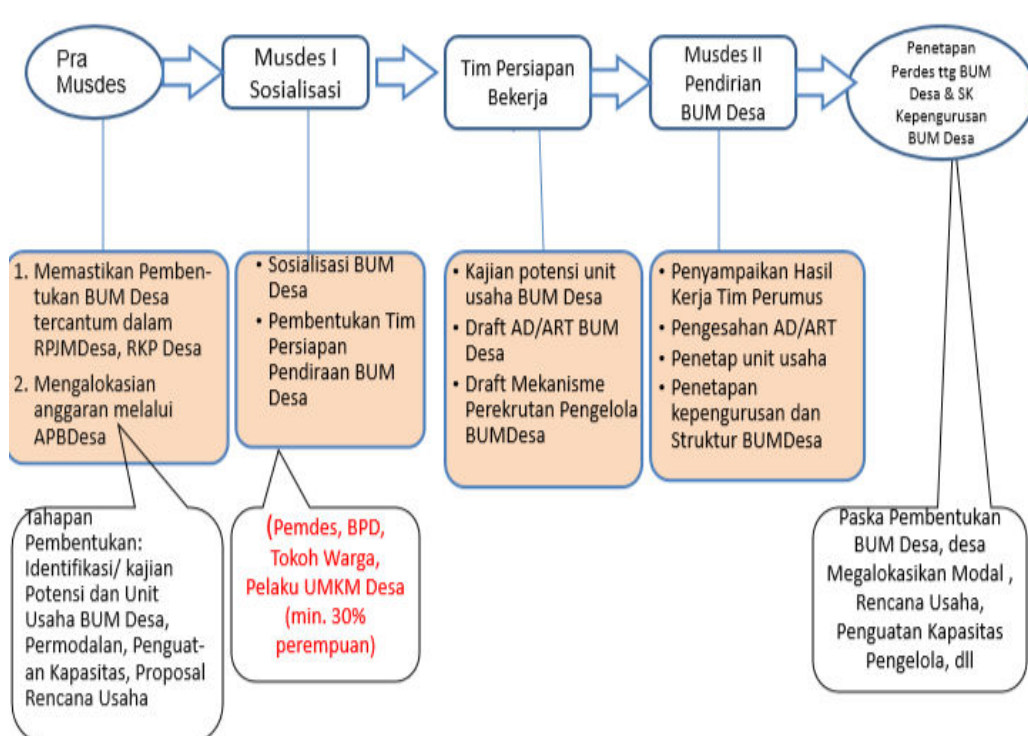 Pra
Musdes
Musdes I
Sosialisasi
Tim Persiapan
Bekerja
Musdes II
Pendirian
BUM Desa
Penetapan
Perdes ttg BUM
Desa & SK
Kepengurusan
BUM Desa
1. Memastikan Pemben-
tukan BUM Desa
tercantum dalam
RPJMDesa, RKP Desa
2. Mengalokasian
anggaran melalui
APBDesa
• Sosialisasi BUM
Desa
• Pembentukan Tim
Persiapan
Pendiraan BUM
Desa
• Kajian potensi unit
usaha BUM Desa
• Draft AD/ART BUM
Desa
• Draft Mekanisme
Perekrutan Pengelola
BUMDesa
• Penyampaikan Hasil
Kerja Tim Perumus
• Pengesahan AD/ART
• Penetap unit usaha
• Penetapan
kepengurusan dan
Struktur BUMDesa
Tahapan
Pembentukan:
Identifikasi/ kajian
Potensi dan Unit
Usaha BUM Desa,
Permodalan, Penguat-
an Kapasitas, Proposal
Rencana Usaha
(Pemdes, BPD,
Tokoh Warga,
Pelaku UMKM Desa
(min. 30%
perempuan)
Paska Pembentukan
BUM Desa, desa
Megalokasikan Modal ,
Rencana Usaha,
Penguatan Kapasitas
Pengelola, dll